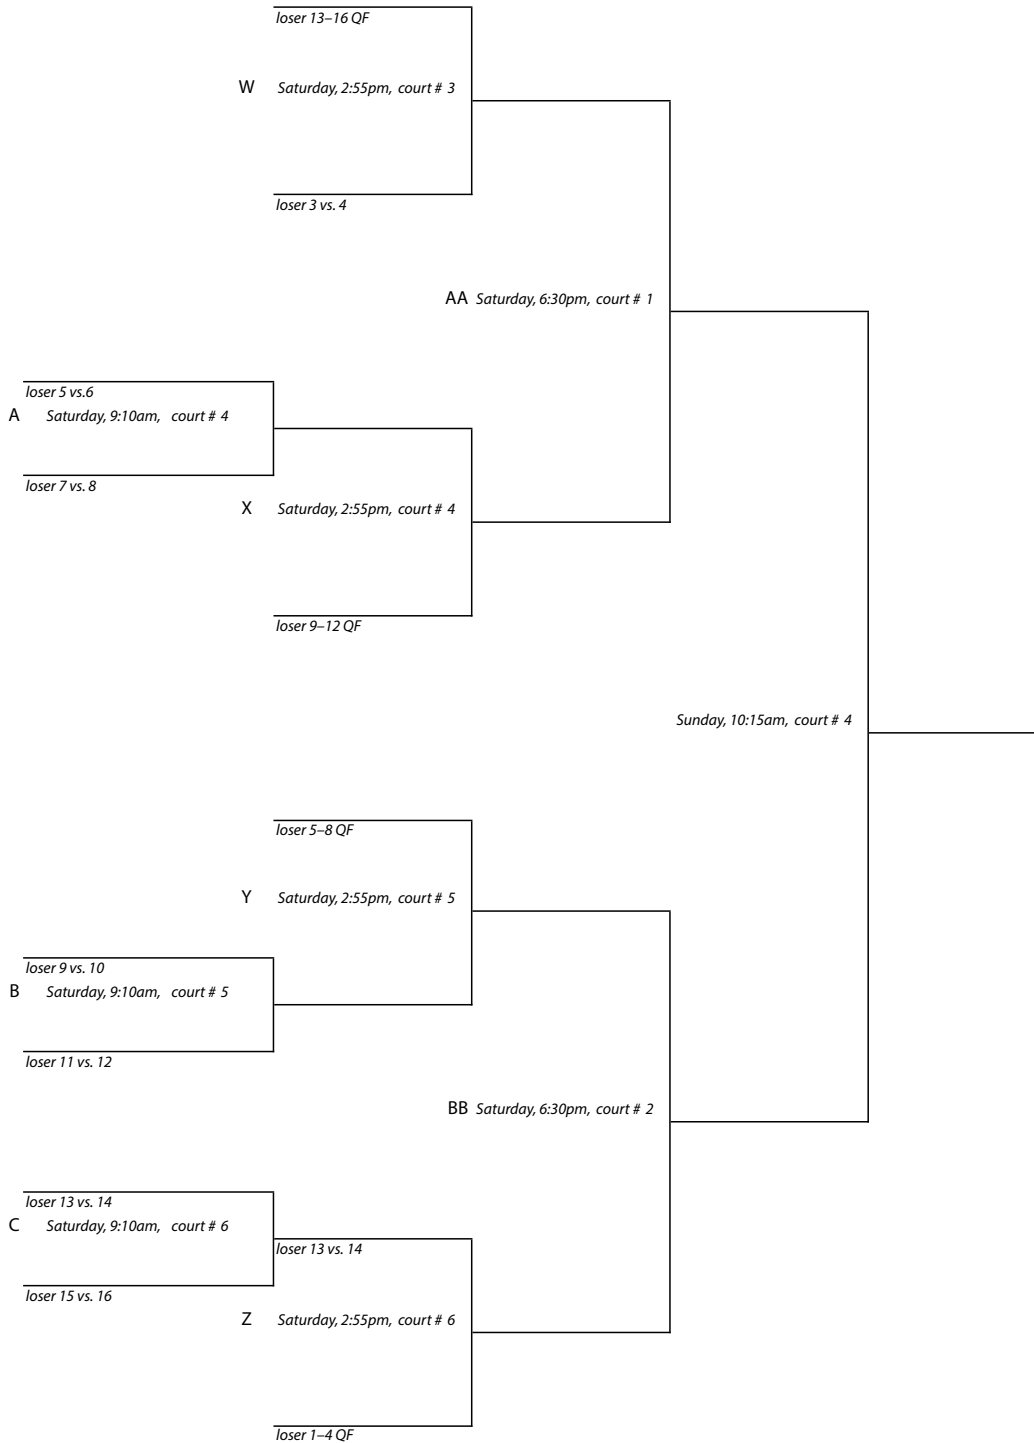 loser 13–16 QF
W Saturday, 2:55pm, court # 3
loser 3 vs. 4
AA Saturday, 6:30pm, court # 1
loser 5 vs.6
A Saturday, 9:10am, court # 4
loser 7 vs. 8
X Saturday, 2:55pm, court # 4
loser 9–12 QF
Sunday, 10:15am, court # 4
loser 5–8 QF
Y Saturday, 2:55pm, court # 5
loser 9 vs. 10
B Saturday, 9:10am, court # 5
loser 11 vs. 12
BB Saturday, 6:30pm, court # 2
loser 13 vs. 14
C Saturday, 9:10am, court # 6
loser 13 vs. 14
loser 15 vs. 16
Z Saturday, 2:55pm, court # 6
loser 1–4 QF